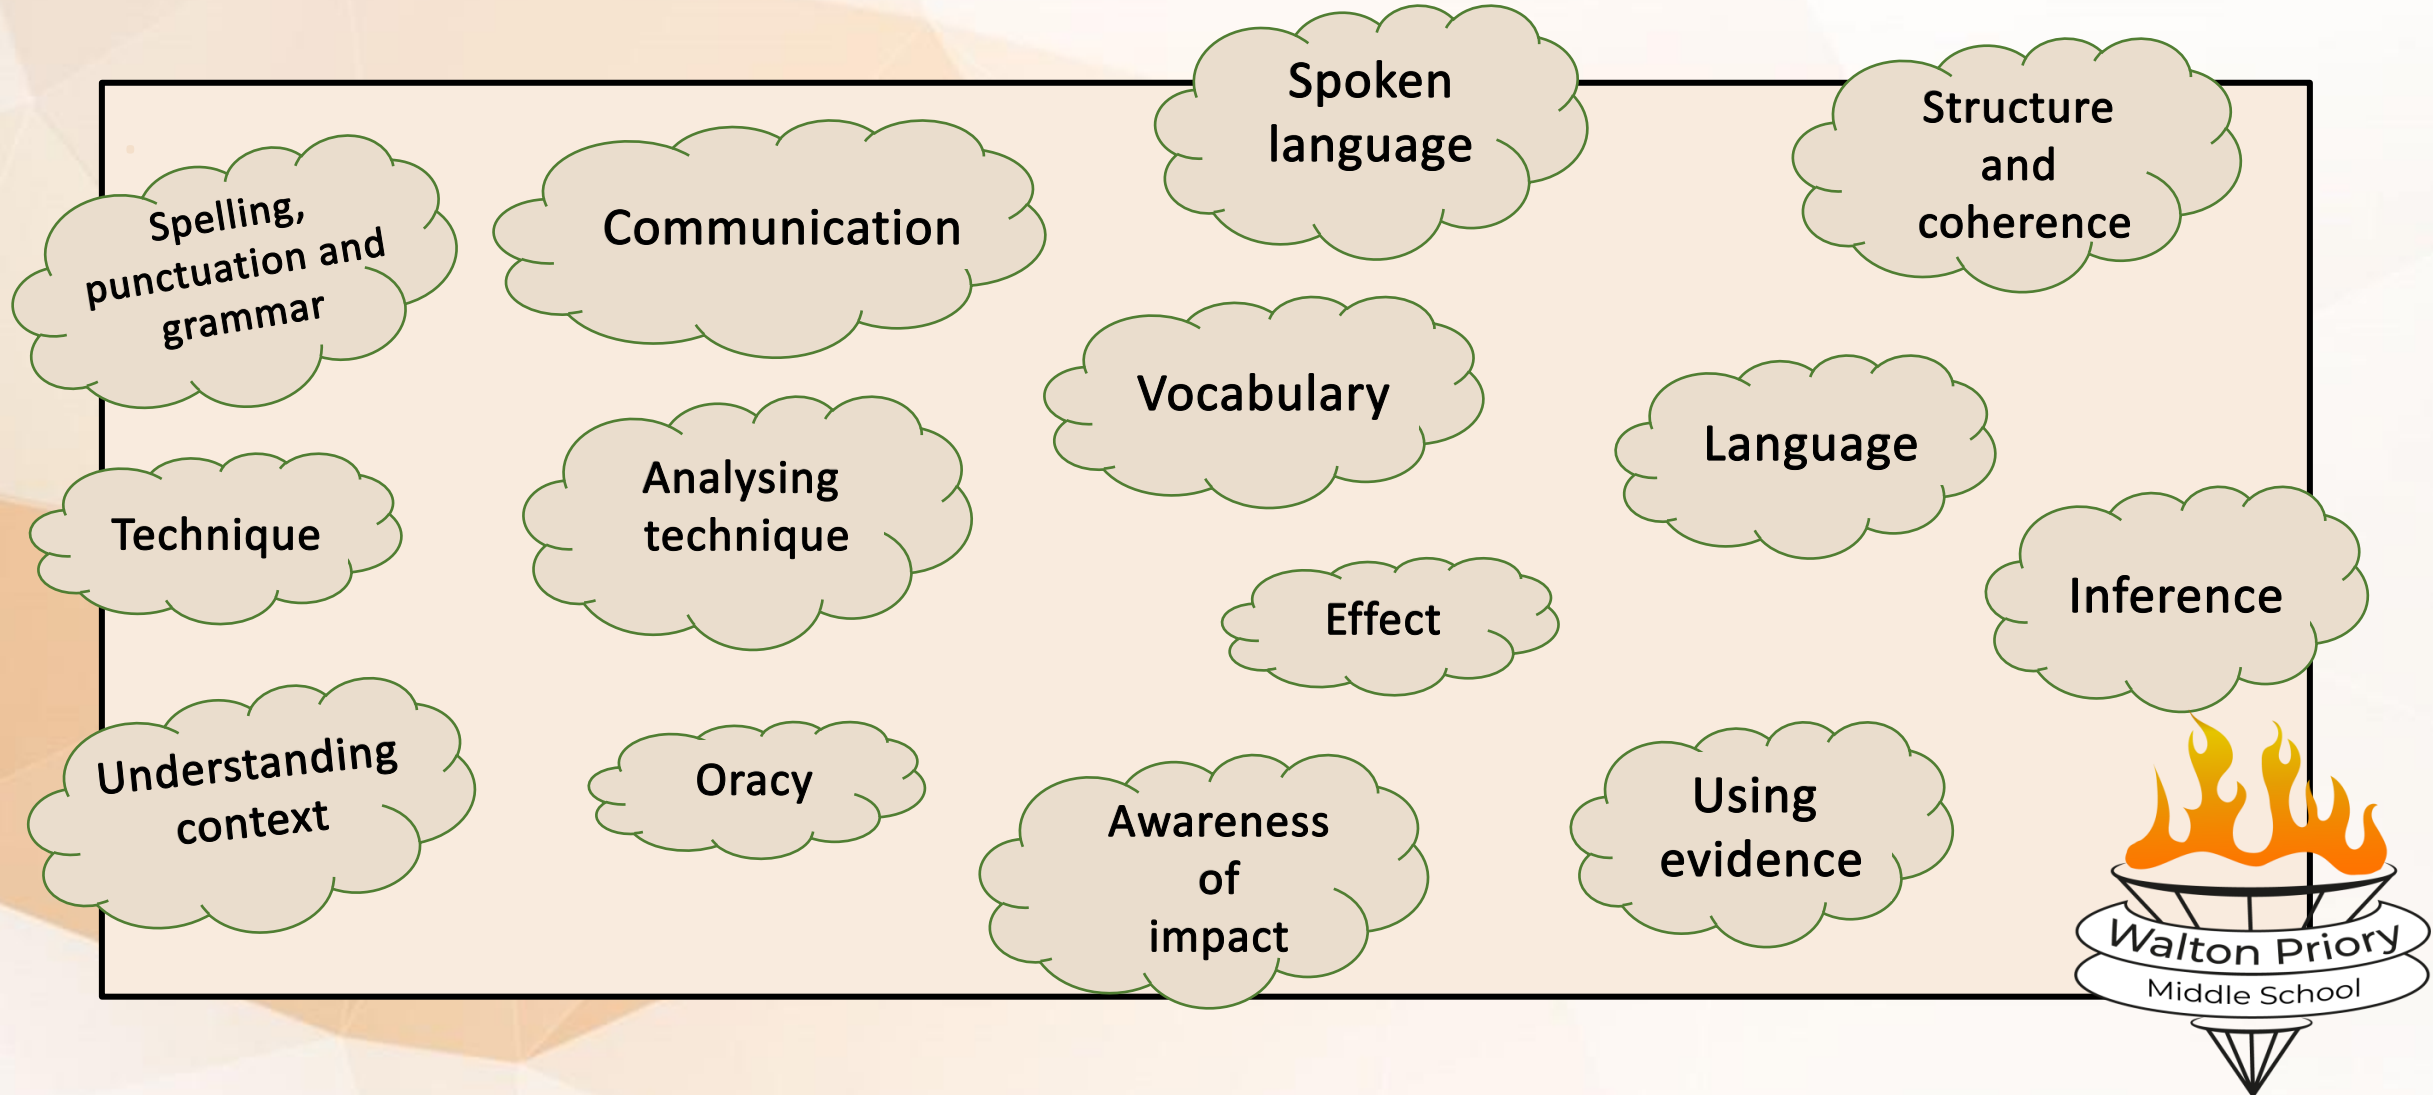 Spoken
language
Structure
and
coherence
Spelling,
punctuation and
grammar
Communication
Vocabulary
Language
Analysing
technique
Technique
Inference
Effect
Understanding
context
Oracy
Awareness
of
impact
Using
evidence
Walton Priory
Middle School